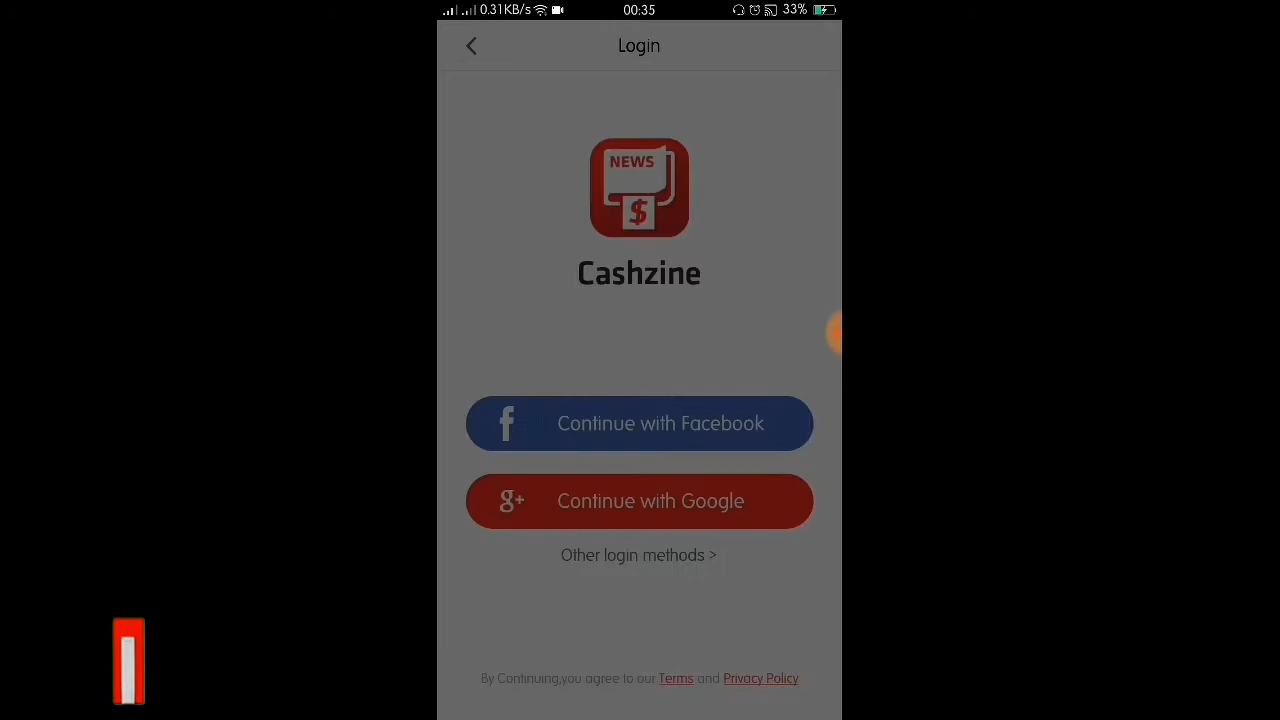 0.31KB/s 00:35 33%
Login
NEWS
$
Cashzine
f Continue with Facebook
g+ Continue with Google
Other login methods >
By Continuing,you agree to our Terms and Privacy Policy